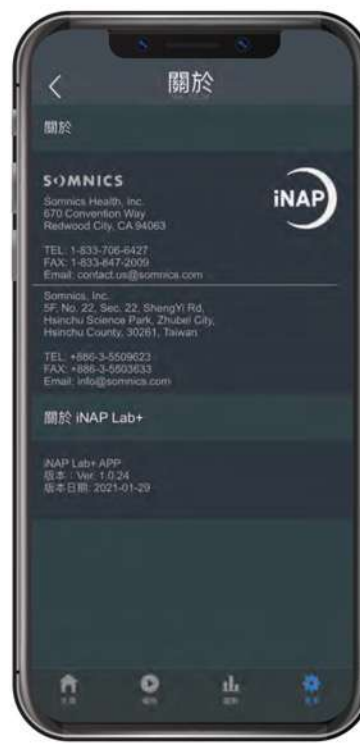 關於
關於
SOMNICS
iNAP
Somnics Health, Inc.
670 Convention Way
Redwood City, CA 94063
TEL: 1-833-706-6427
FAX: 1-833-847-2009
Email: contact.us@somnics.com
Somnics, Inc.
5F, No. 22, Sec. 22, ShengYi Rd,
Hsinchu Science Park, Zhubei City,
Hsinchu County, 30261, Taiwan
TEL: +886-3-5509623
FAX: +886-3-5503633
Email: info@somnics.com
關於 iNAP Lab+
iNAP Lab+ APP
版本：Ver. 1.0.24
版本日期: 2021-01-29